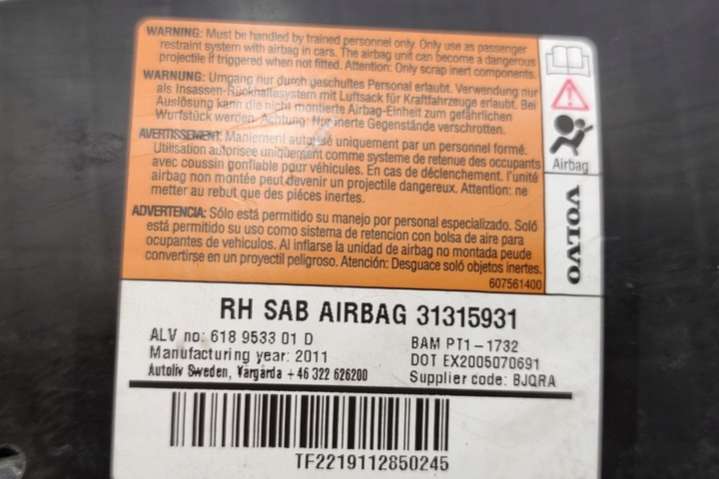 WARNING: Must be handled by trained personnel only. Only use as passenger
restraint system with airbag in cars. The airbag unit can become a dangerous
projectile if triggered when not fitted. Attention: Only scrap inert components.
WARNUNG: Umgang nur durch geschultes Personal erlaubt. Verwendung nur
als Insassen-Rückhaltesystem mit Luftsack für Kraftfahrzeuge erlaubt. Bei
Auslösung kann die nicht montierte Airbag-Einheit zum gefährlichen
Wurfstück werden. Achtung: Nur inerte Gegenstände verschrotten.
AVERTISSEMENT: Maniement autorisé uniquement par un personnel formé.
Utilisation autorisée uniquement comme systeme de retenue des occupants
avec coussin gonflable pour véhicules. En cas de déclenchement. l'unité
airbag non montée peut devenir un projectile dangereux. Attention: ne
metter au rebut que des piéces inertes.
ADVERTENCIA: Sólo está permitido su manejo por personal especializado. Soló
está permitido su uso como sistema de retención con bolsa de aire para
ocupantes de vehículos. Al inflarse la unidad de airbag no montada peude
convertirse en un proyectil peligroso. Atención: Desguace soló objetos inertes.
607561400
Airbag
VOLVO
RH SAB AIRBAG 31315931
ALV no: 618 9533 01 D
BAM PT1-1732
Manufacturing year: 2011
DOT EX2005070691
Autoliv Sweden, Vårgårda +46 322 626200
Supplier code: BJQRA
TF2219112850245